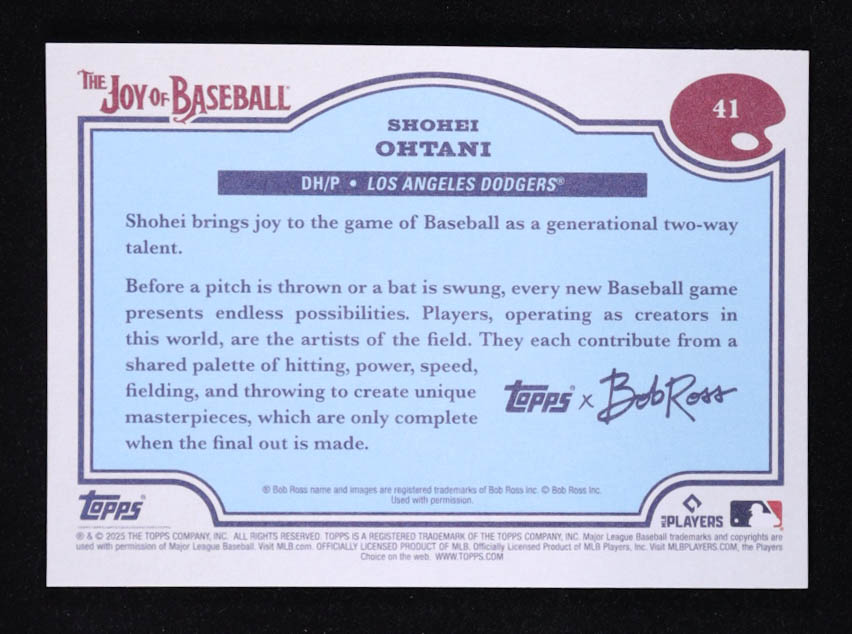 THE JOY OF BASEBALL
41
SHOHEI
OHTANI
DH/P • LOS ANGELES DODGERS®
Shohei brings joy to the game of Baseball as a generational two-way
talent.
Before a pitch is thrown or a bat is swung, every new Baseball game
presents endless possibilities. Players, operating as creators in
this world, are the artists of the field. They each contribute from a
shared palette of hitting, power, speed,
fielding, and throwing to create unique
masterpieces, which are only complete
when the final out is made.
Topps® x Bob Ross
® Bob Ross name and images are registered trademarks of Bob Ross Inc. © Bob Ross Inc.
Used with permission.
Topps®
MLB PLAYERS
® & © 2025 THE TOPPS COMPANY, INC. ALL RIGHTS RESERVED. TOPPS IS A REGISTERED TRADEMARK OF THE TOPPS COMPANY, INC. Major League Baseball trademarks and copyrights are
used with permission of Major League Baseball. Visit MLB.com. OFFICIALLY LICENSED PRODUCT OF MLB. Officially Licensed Product of MLB Players, Inc. Visit MLBPLAYERS.COM, the Players
Choice on the web. WWW.TOPPS.COM